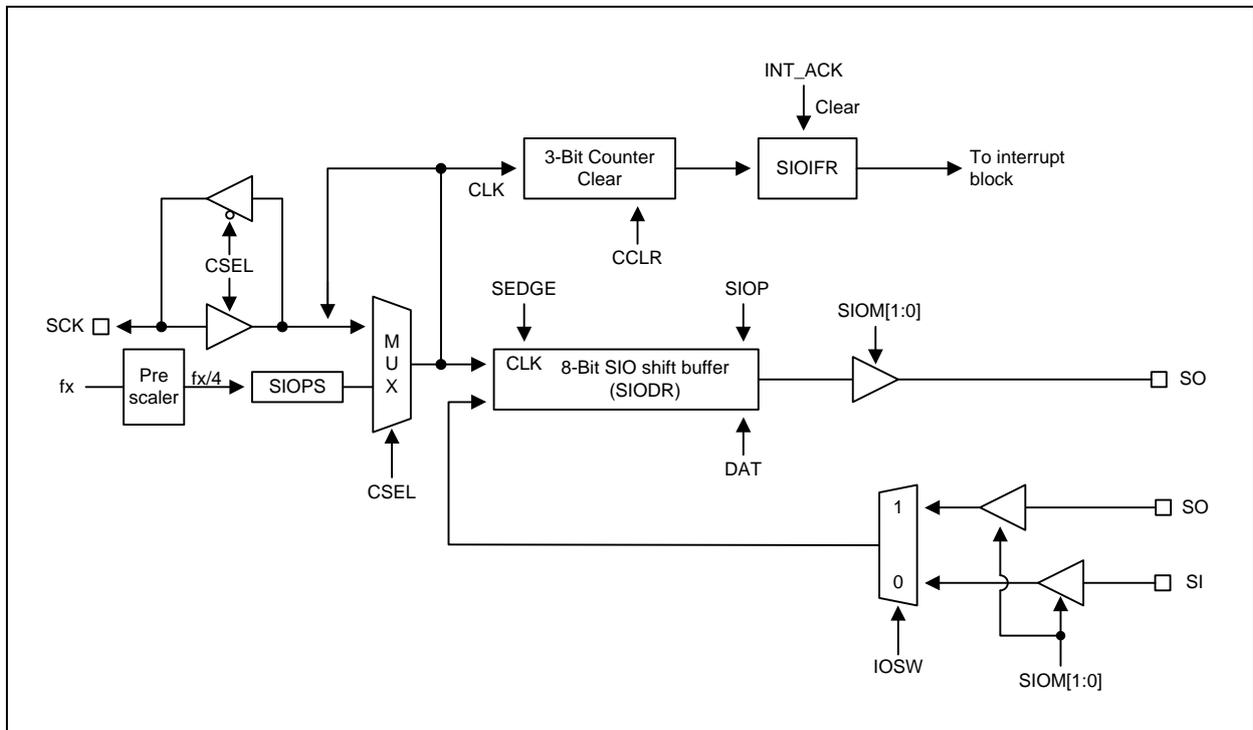 INT_ACK
Clear
3-Bit Counter
Clear
SIOIFR
To interrupt
block
CLK
CCLR
CSEL
SEDGE
SIOP
SIOM[1:0]
SCK
M
U
X
CLK
8-Bit SIO shift buffer
(SIODR)
SO
fx
Pre
scaler
fx/4
SIOPS
CSEL
DAT
1
SO
0
SI
IOSW
SIOM[1:0]